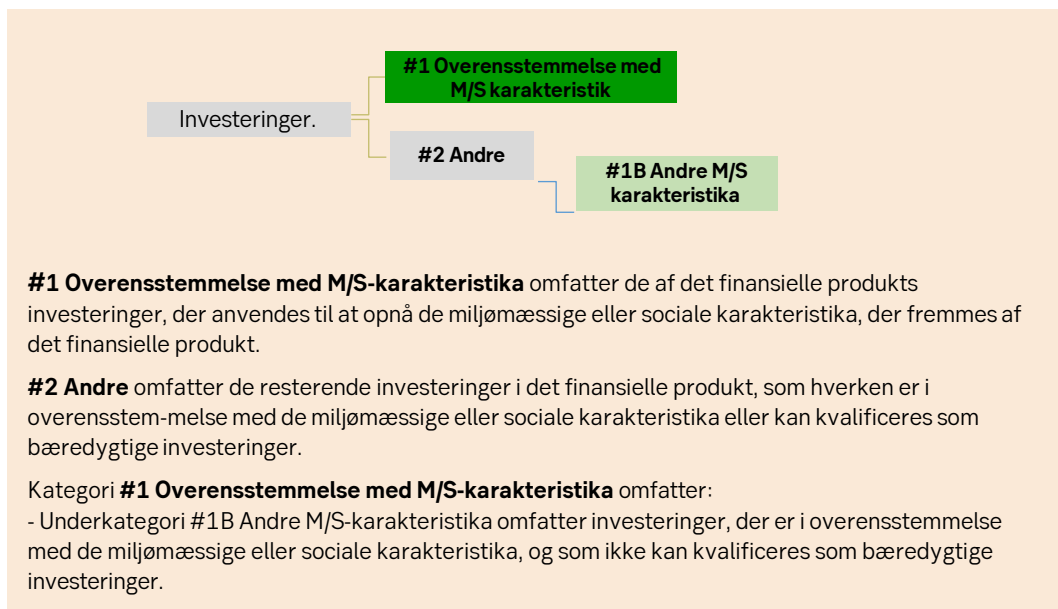 #1 Overensstemmelse med
M/S karakteristik
Investeringer.
#2 Andre
#1B Andre M/S
karakteristika
#1 Overensstemmelse med M/S-karakteristika omfatter de af det finansielle produkts
investeringer, der anvendes til at opnå de miljømæssige eller sociale karakteristika, der fremmes af
det finansielle produkt.
#2 Andre omfatter de resterende investeringer i det finansielle produkt, som hverken er i
overensstem-melse med de miljømæssige eller sociale karakteristika eller kan kvalificeres som
bæredygtige investeringer.
Kategori #1 Overensstemmelse med M/S-karakteristika omfatter:
- Underkategori #1B Andre M/S-karakteristika omfatter investeringer, der er i overensstemmelse
med de miljømæssige eller sociale karakteristika, og som ikke kan kvalificeres som bæredygtige
investeringer.